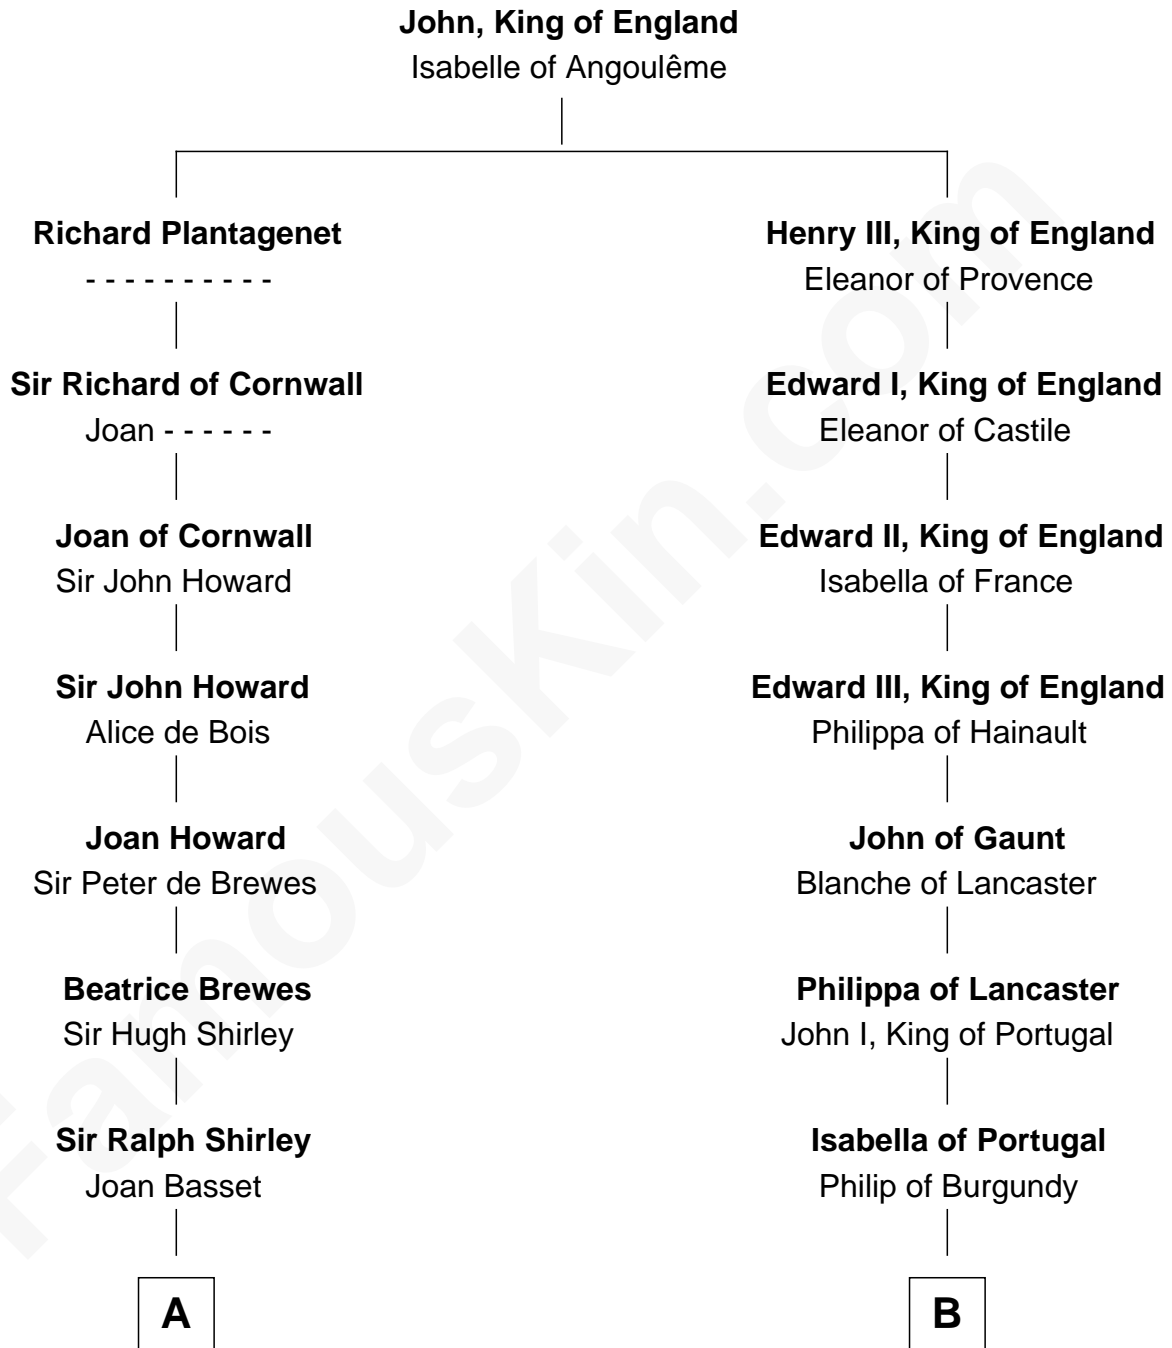 John, King of England
Isabelle of Angoulême
Richard Plantagenet
- - - - - - - - - -
Sir Richard of Cornwall
Joan - - - - - -
Joan of Cornwall
Sir John Howard
Sir John Howard
Alice de Bois
Joan Howard
Sir Peter de Brewes
Beatrice Brewes
Sir Hugh Shirley
Sir Ralph Shirley
Joan Basset
A
Henry III, King of England
Eleanor of Provence
Edward I, King of England
Eleanor of Castile
Edward II, King of England
Isabella of France
Edward III, King of England
Philippa of Hainault
John of Gaunt
Blanche of Lancaster
Philippa of Lancaster
John I, King of Portugal
Isabella of Portugal
Philip of Burgundy
B
FamousKin.com